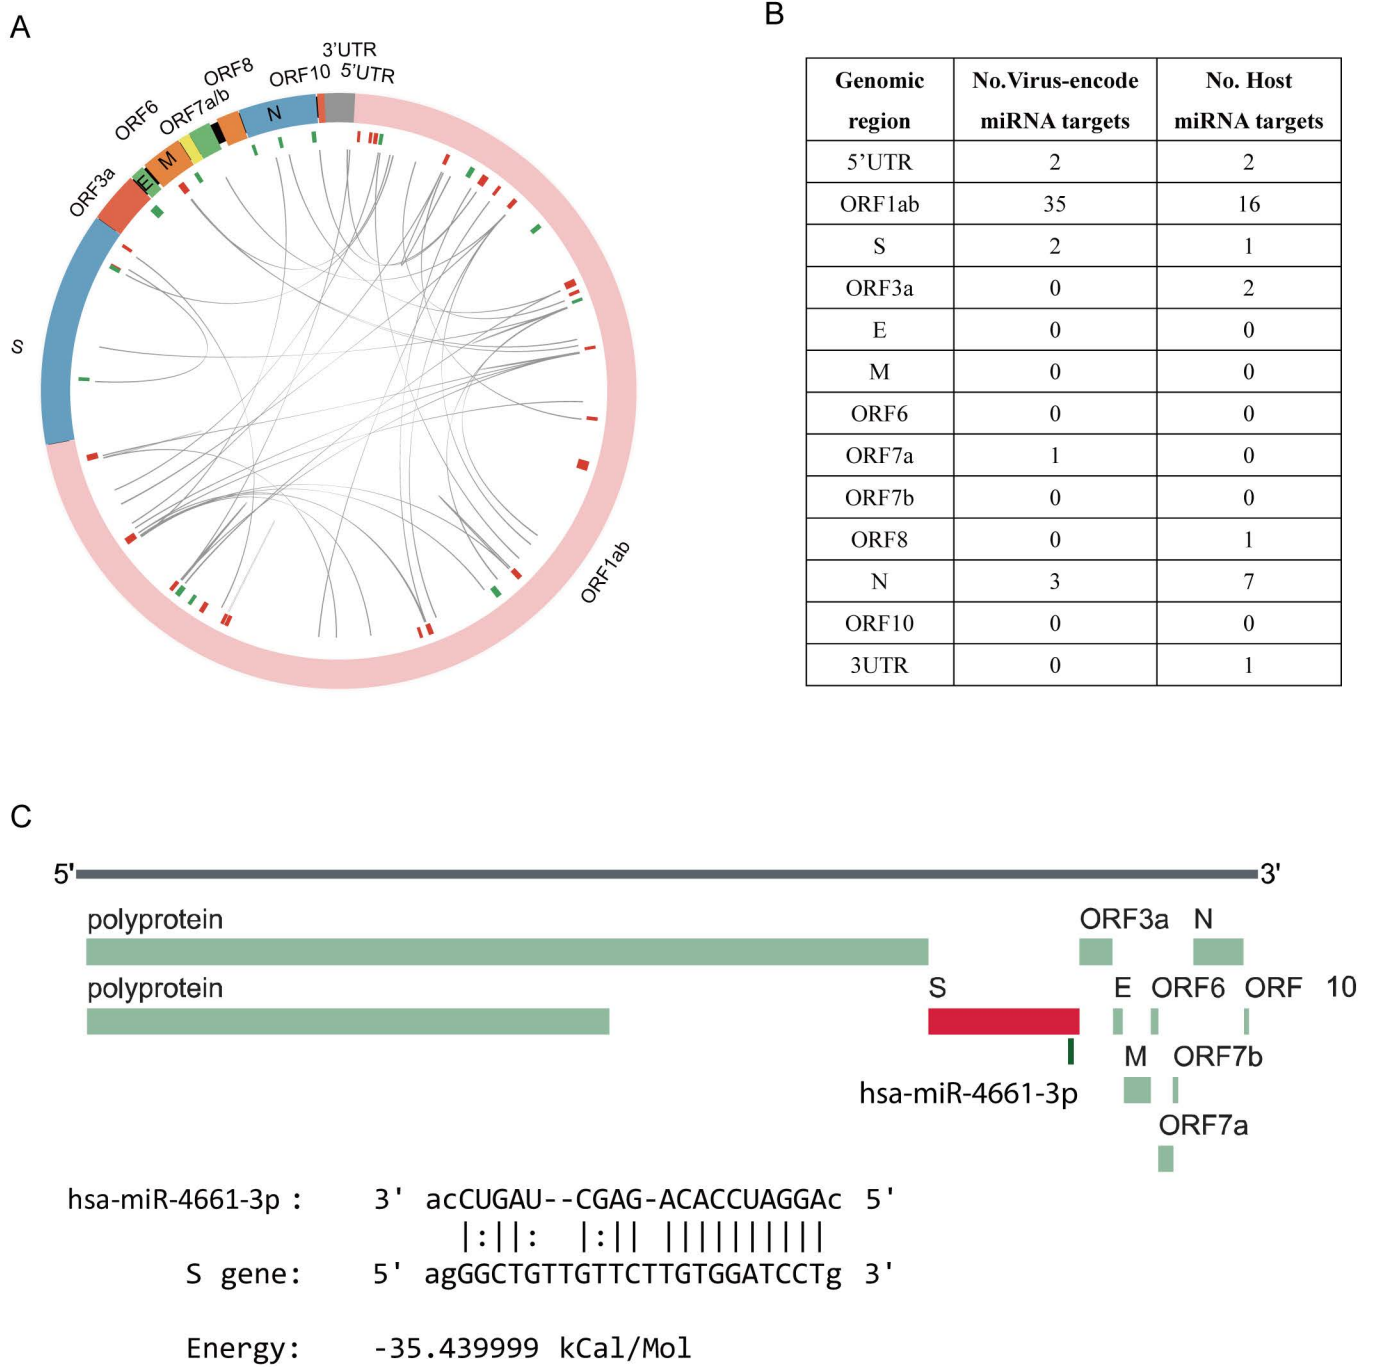 A
3'UTR
ORF8
ORF10
5'UTR
ORF7a/b
ORF6
N
M
E
ORF3a
S
ORF1ab
B
Genomic region No.Virus-encode miRNA targets No. Host miRNA targets
5'UTR 2 2
ORF1ab 35 16
S 2 1
ORF3a 0 2
E 0 0
M 0 0
ORF6 0 0
ORF7a 1 0
ORF7b 0 0
ORF8 0 1
N 3 7
ORF10 0 0
3UTR 0 1
C
5' 3'
polyprotein ORF3a N
polyprotein S E ORF6 ORF 10
M ORF7b
hsa-miR-4661-3p
ORF7a
hsa-miR-4661-3p : 3' acCUGAU--CGAG-ACACCUAGGAc 5'
|:||: |:|| ||||||||||
S gene: 5' agGGCTGTTGTTCTTGTGGATCCTg 3'
Energy: -35.439999 kCal/Mol